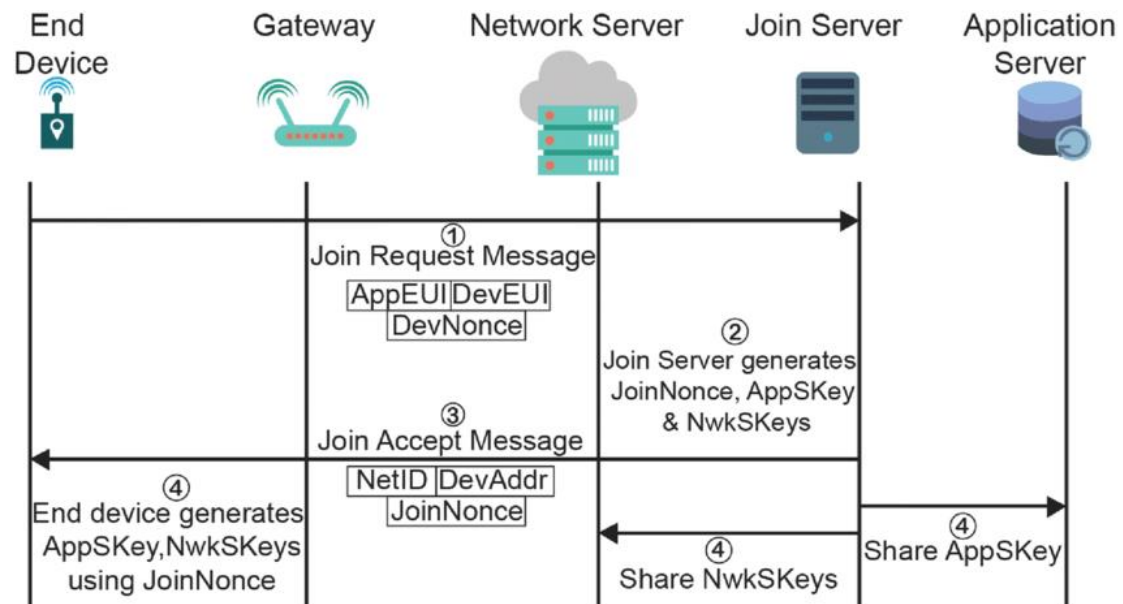 End
Device
Gateway
Network Server
Join Server
Application
Server
①
Join Request Message
AppEUI DevEUI
DevNonce
②
Join Server generates
JoinNonce, AppSKey
& NwkSKeys
③
Join Accept Message
NetID DevAddr
JoinNonce
④
End device generates
AppSKey,NwkSKeys
using JoinNonce
④
Share NwkSKeys
④
Share AppSKey